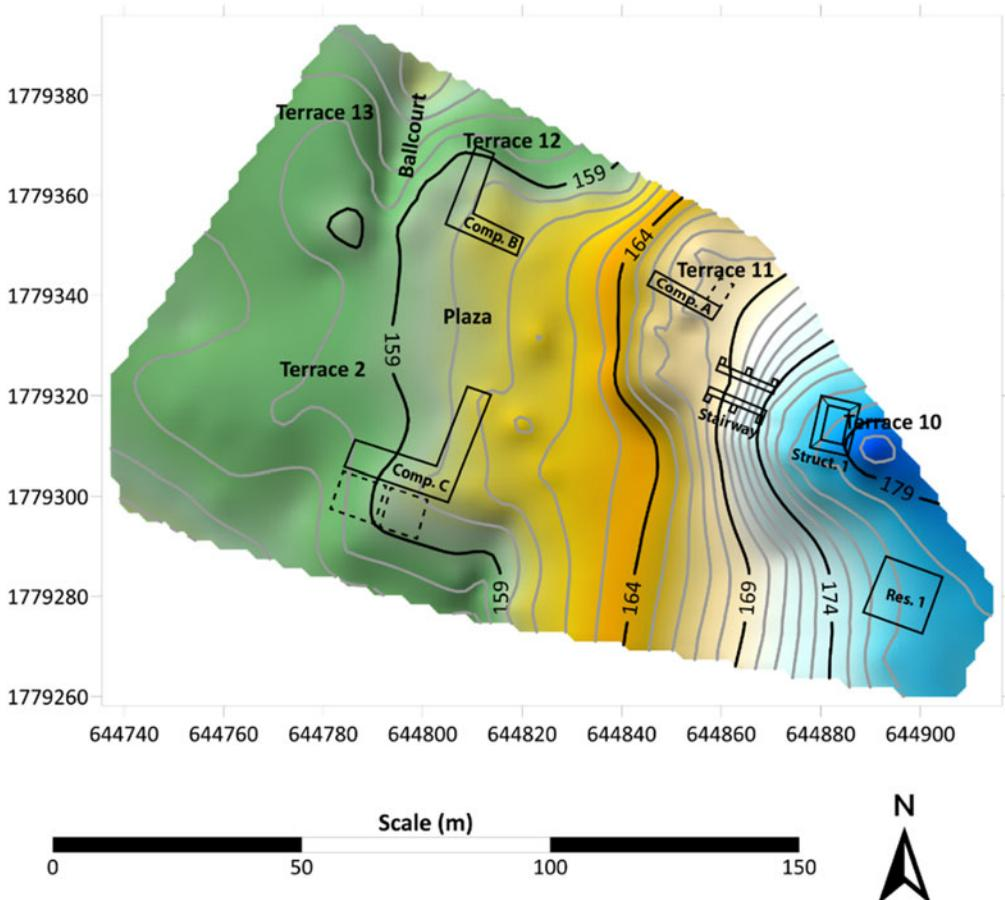 1779380
1779360
1779340
1779320
1779300
1779280
1779260
Terrace 13
Ballcourt
Terrace 12
159
Comp. B
164
Terrace 11
Comp. A
Plaza
159
Terrace 2
Stairway
Terrace 10
Struct. 1
Comp. C
179
159
164
169
174
Res. 1
644740 644760 644780 644800 644820 644840 644860 644880 644900
Scale (m)
0 50 100 150
N